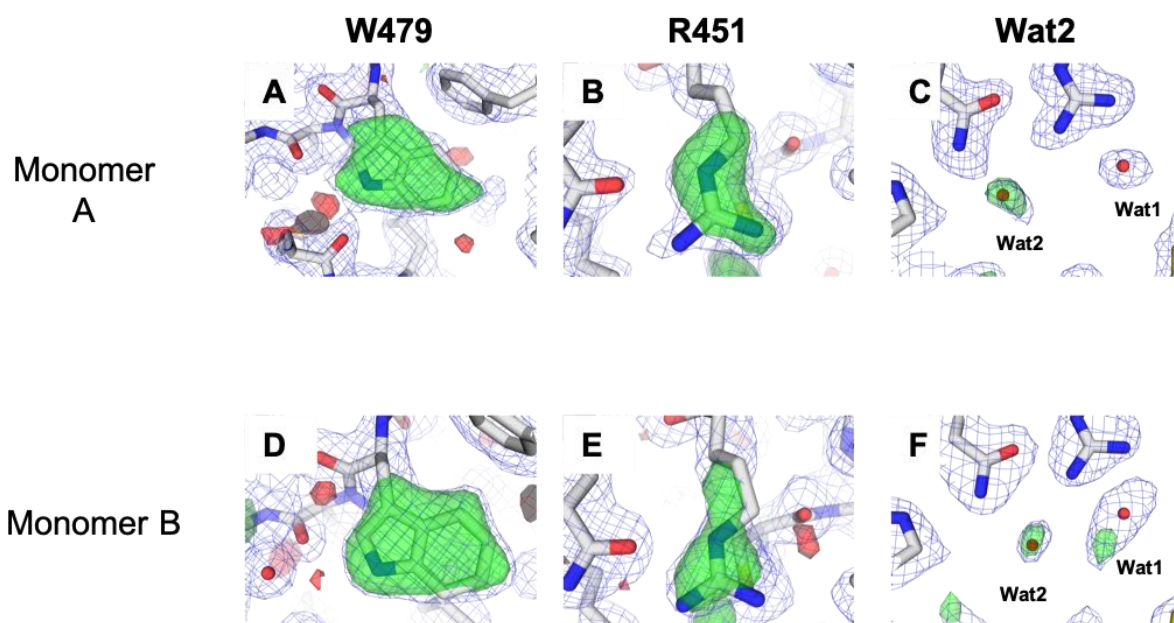 W479 R451 Wat2
A B C
Monomer
A
Wat1
Wat2
D E F
Monomer B
Wat1
Wat2